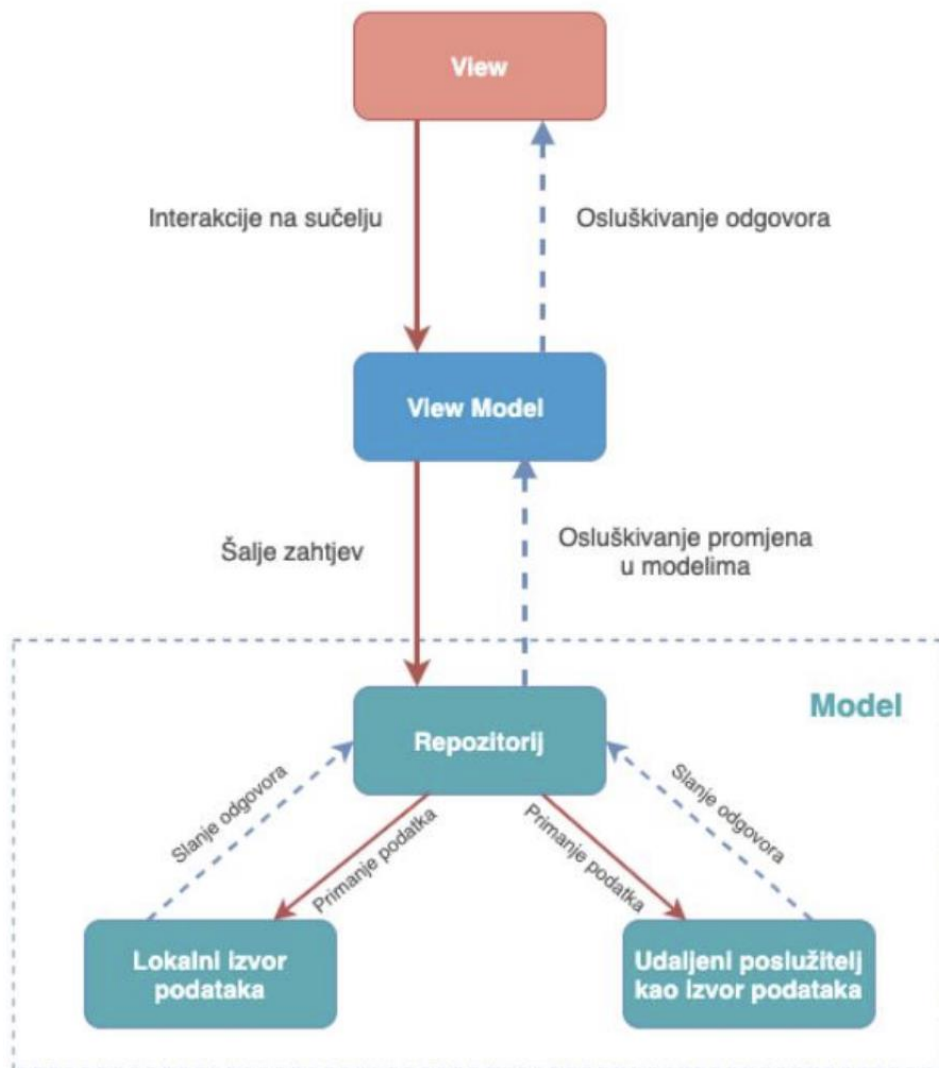 View
Interakcije na sučelju
Osluškivanje odgovora
View Model
Šalje zahtjev
Osluškivanje promjena
u modelima
Model
Repozitorij
Slanje odgovora
Primanje podatka
Primanje podatka
Slanje odgovora
Lokalni izvor
podataka
Udaljeni poslužitelj
kao izvor podataka